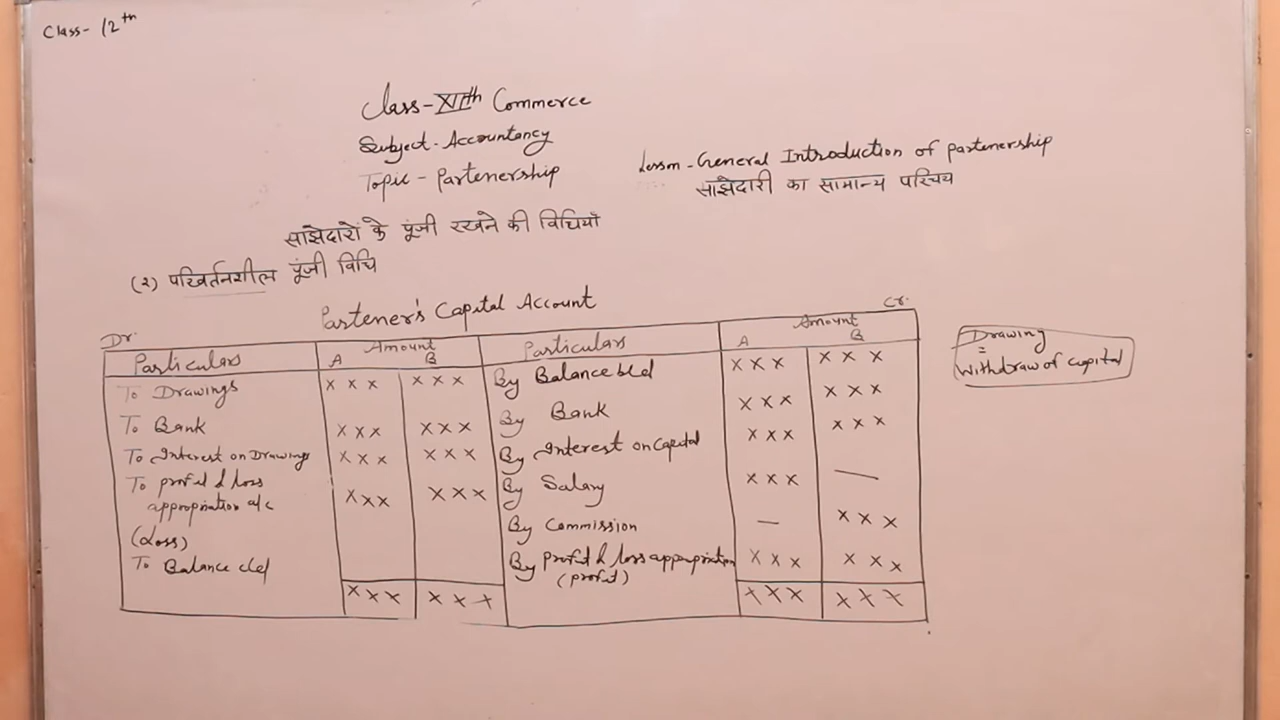 Class- 12th
Class-XIIth Commerce
Subject-Accountancy
Topic - Partenership
Lesson-General Introduction of partenership
साझेदारी का सामान्य परिचय
साझेदारों के पूंजी रखने की विधियाँ
(२) परिवर्तनशील पूंजी विधि
Partener's Capital Account
Dr. Cr.
Particulars Amount Particulars Amount
A B A B
To Drawings xxx xxx By Balance b/d xxx xxx
To Bank xxx xxx By Bank xxx xxx
To Interest on Drawings xxx xxx By Interest on Capital xxx xxx
To profit & loss appropriation a/c xxx xxx By Salary xxx —
(Loss) By Commission — xxx
To Balance c/d By profit & loss appropriation xxx xxx
(profit)
xxx xxx xxx xxx
Drawing
=
Withdraw of capital